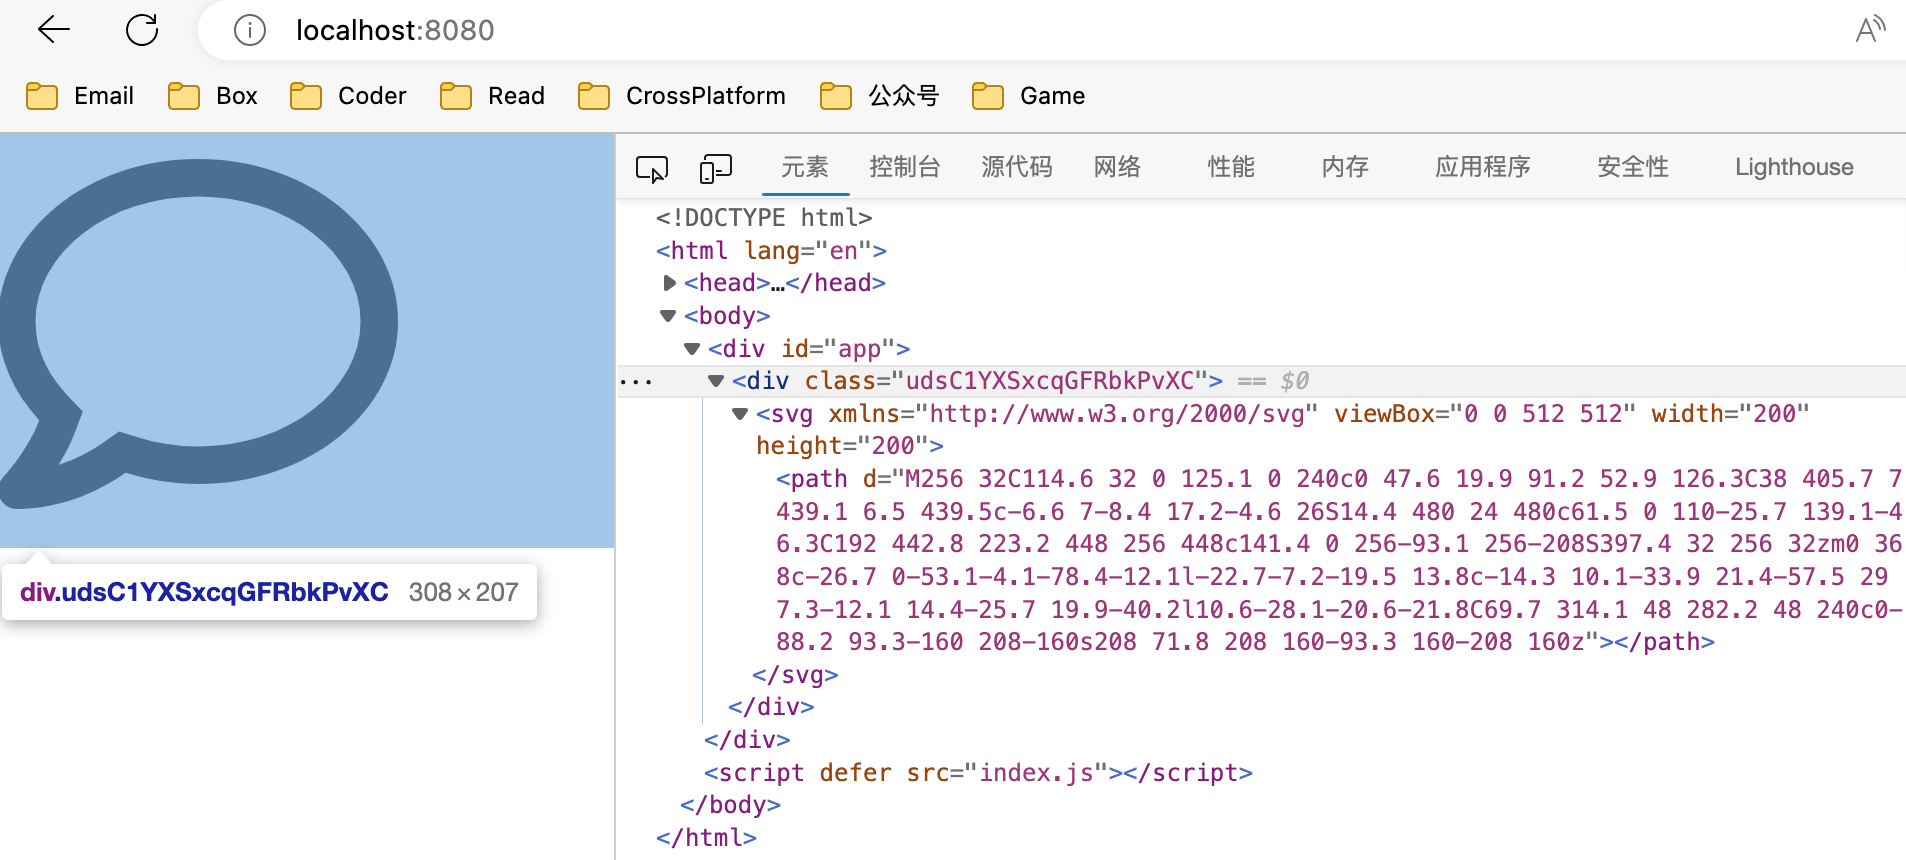 localhost:8080
Email Box Coder Read CrossPlatform 公众号 Game
元素 控制台 源代码 网络 性能 内存 应用程序 安全性 Lighthouse
<!DOCTYPE html>
<html lang="en">
<head>…</head>
<body>
<div id="app">
<div class="udsC1YXSxcqGFRbkPvXC"> == $0
<svg xmlns="http://www.w3.org/2000/svg" viewBox="0 0 512 512" width="200"
height="200">
<path d="M256 32C114.6 32 0 125.1 0 240c0 47.6 19.9 91.2 52.9 126.3C38 405.7 7
439.1 6.5 439.5c-6.6 7-8.4 17.2-4.6 26S14.4 480 24 480c61.5 0 110-25.7 139.1-4
6.3C192 442.8 223.2 448 256 448c141.4 0 256-93.1 256-208S397.4 32 256 32zm0 36
8c-26.7 0-53.1-4.1-78.4-12.1l-22.7-7.2-19.5 13.8c-14.3 10.1-33.9 21.4-57.5 29
7.3-12.1 14.4-25.7 19.9-40.2l10.6-28.1-20.6-21.8C69.7 314.1 48 282.2 48 240c0-
88.2 93.3-160 208-160s208 71.8 208 160-93.3 160-208 160z"></path>
</svg>
</div>
</div>
<script defer src="index.js"></script>
</body>
</html>
div.udsC1YXSxcqGFRbkPvXC 308×207